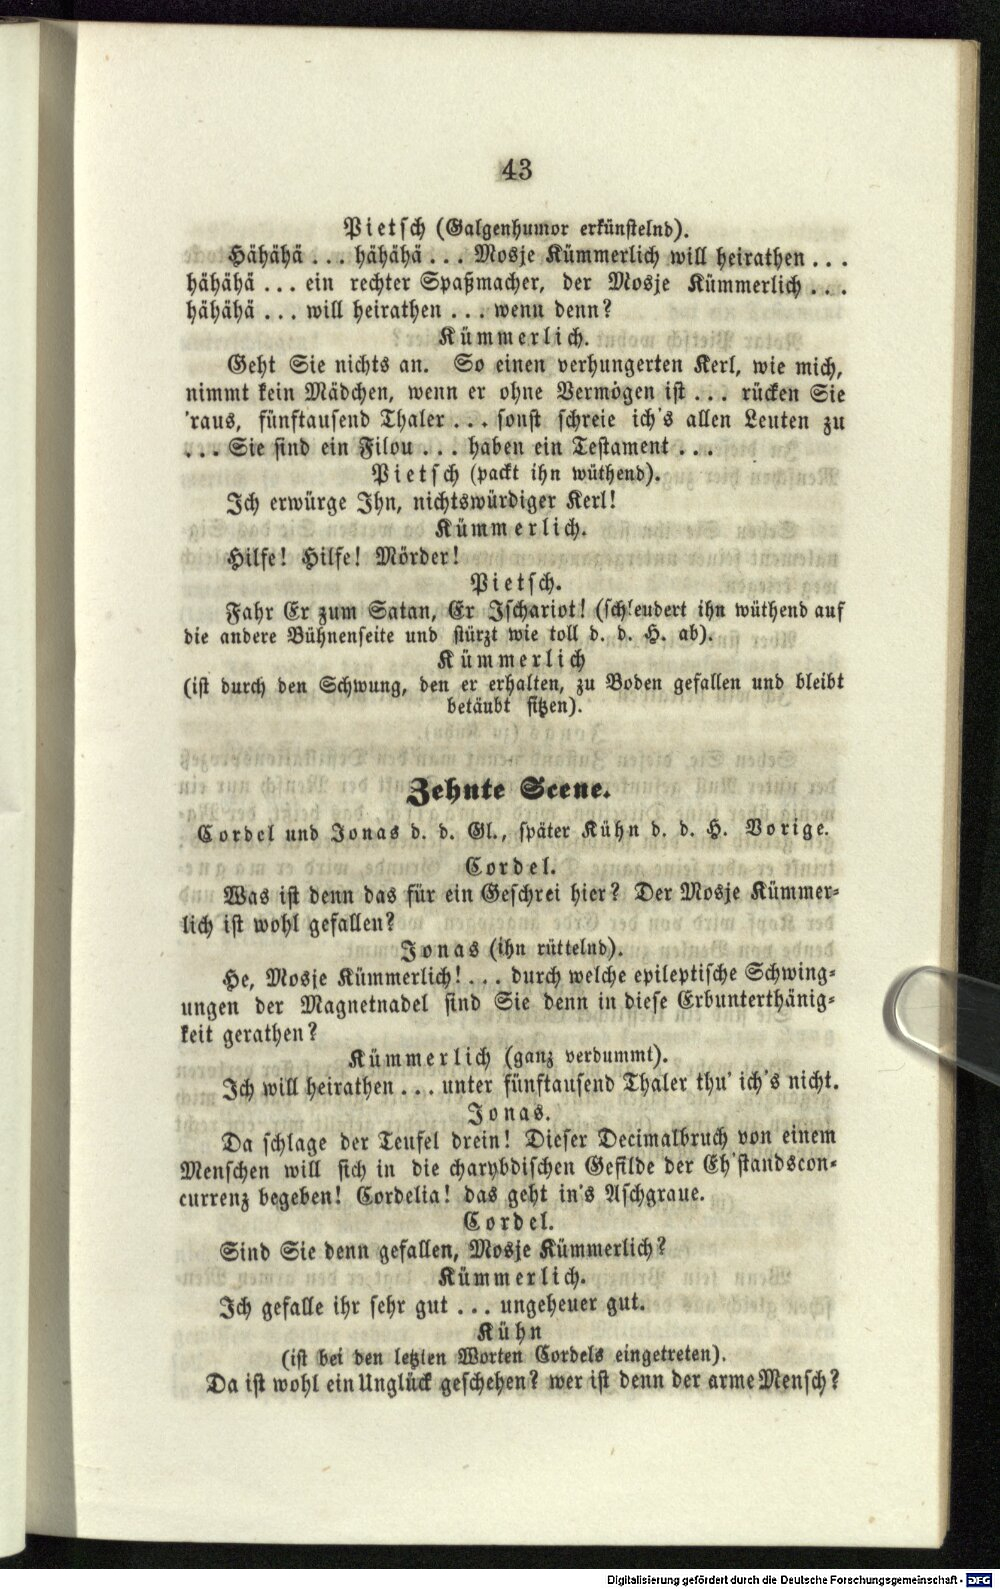 43
Pietsch (Galgenhumor erkünstelnd).
Hähähä . . . hähähä . . . Mosje Kümmerlich will heirathen . . .
hähähä . . . ein rechter Spaßmacher, der Mosje Kümmerlich . . .
hähähä . . . will heirathen . . . wenn denn?
Kümmerlich.
Geht Sie nichts an. So einen verhungerten Kerl, wie mich,
nimmt kein Mädchen, wenn er ohne Vermögen ist . . . rücken Sie
'raus, fünftausend Thaler . . . sonst schreie ich's allen Leuten zu
. . . Sie sind ein Filou . . . haben ein Testament . . .
Pietsch (packt ihn wüthend).
Ich erwürge Ihn, nichtswürdiger Kerl!
Kümmerlich.
Hilfe! Hilfe! Mörder!
Pietsch.
Fahr Er zum Satan, Er Ischariot! (schleudert ihn wüthend auf
die andere Bühnenseite und stürzt wie toll d. d. H. ab).
Kümmerlich
(ist durch den Schwung, den er erhalten, zu Boden gefallen und bleibt
betäubt sitzen).
Zehnte Scene.
Cordel und Jonas d. d. Gl., später Kühn d. d. H. Vorige.
Cordel.
Was ist denn das für ein Geschrei hier? Der Mosje Kümmer-
lich ist wohl gefallen?
Jonas (ihn rüttelnd).
He, Mosje Kümmerlich! . . . durch welche epileptische Schwing-
ungen der Magnetnadel sind Sie denn in diese Erbunterthänig-
keit gerathen?
Kümmerlich (ganz verdummt).
Ich will heirathen . . . unter fünftausend Thaler thu' ich's nicht.
Jonas.
Da schlage der Teufel drein! Dieser Decimalbruch von einem
Menschen will sich in die charybdischen Gefilde der Eh'standscon-
currenz begeben! Cordelia! das geht in's Aschgraue.
Cordel.
Sind Sie denn gefallen, Mosje Kümmerlich?
Kümmerlich.
Ich gefalle ihr sehr gut . . . ungeheuer gut.
Kühn
(ist bei den letzten Worten Cordels eingetreten).
Da ist wohl ein Unglück geschehen? wer ist denn der arme Mensch?
Digitalisierung gefördert durch die Deutsche Forschungsgemeinschaft - DFG